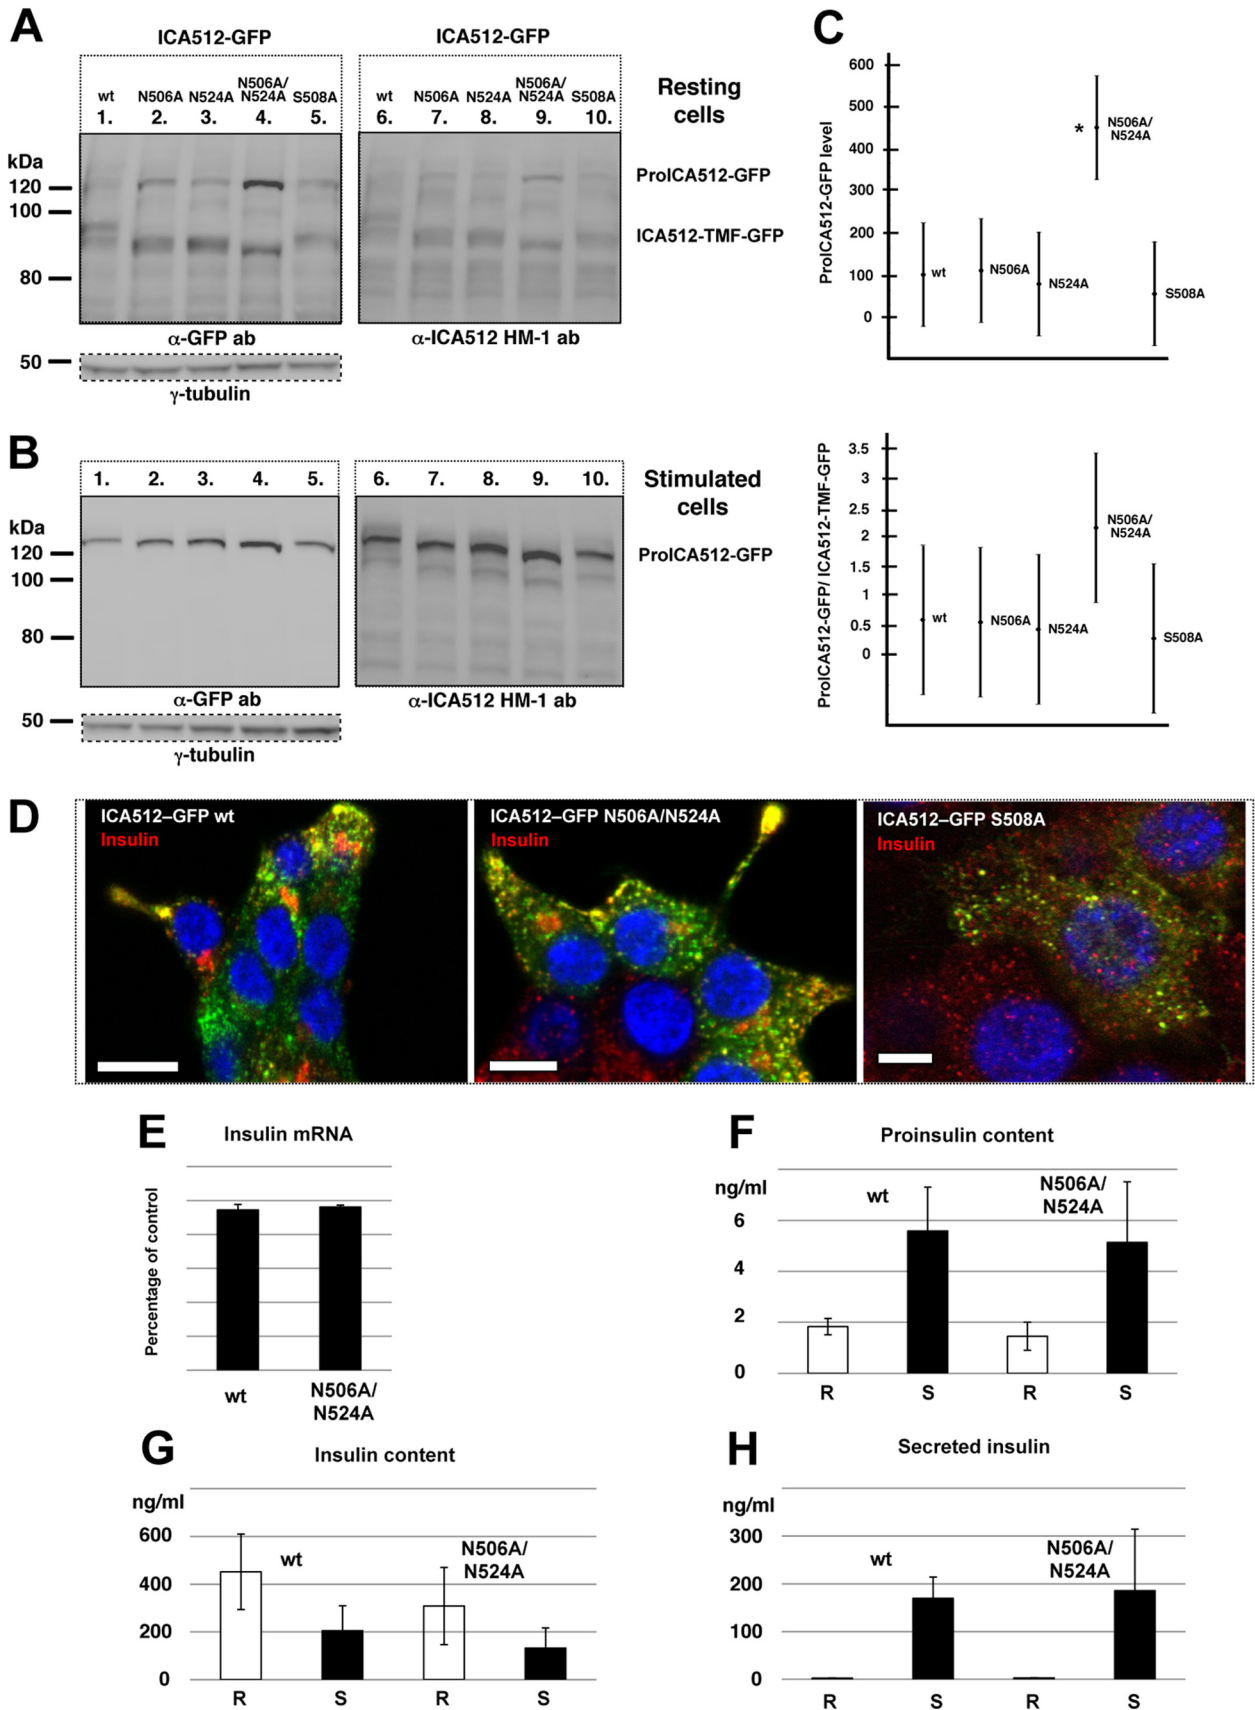 A
ICA512-GFP
ICA512-GFP
wt
N506A
N524A
N506A/
N524A
S508A
wt
N506A
N524A
N506A/
N524A
S508A
1. 2. 3. 4. 5.
6. 7. 8. 9. 10.
Resting
cells
kDa
120
100
80
ProICA512-GFP
ICA512-TMF-GFP
α-GFP ab
α-ICA512 HM-1 ab
50
γ-tubulin
B
1. 2. 3. 4. 5.
6. 7. 8. 9. 10.
Stimulated
cells
kDa
120
100
80
ProICA512-GFP
α-GFP ab
α-ICA512 HM-1 ab
50
γ-tubulin
C
ProICA512-GFP level
600
500
400
300
200
100
0
wt
N506A
N524A
*
N506A/
N524A
S508A
ProICA512-GFP/ ICA512-TMF-GFP
3.5
3
2.5
2
1.5
1
0.5
0
wt
N506A
N524A
N506A/
N524A
S508A
D
ICA512–GFP wt
Insulin
ICA512–GFP N506A/N524A
Insulin
ICA512–GFP S508A
Insulin
E
Insulin mRNA
Percentage of control
wt
N506A/
N524A
F
Proinsulin content
ng/ml
wt
N506A/
N524A
6
4
2
0
R S R S
G
Insulin content
ng/ml
600
400
200
0
wt
N506A/
N524A
R S R S
H
Secreted insulin
ng/ml
300
200
100
0
wt
N506A/
N524A
R S R S